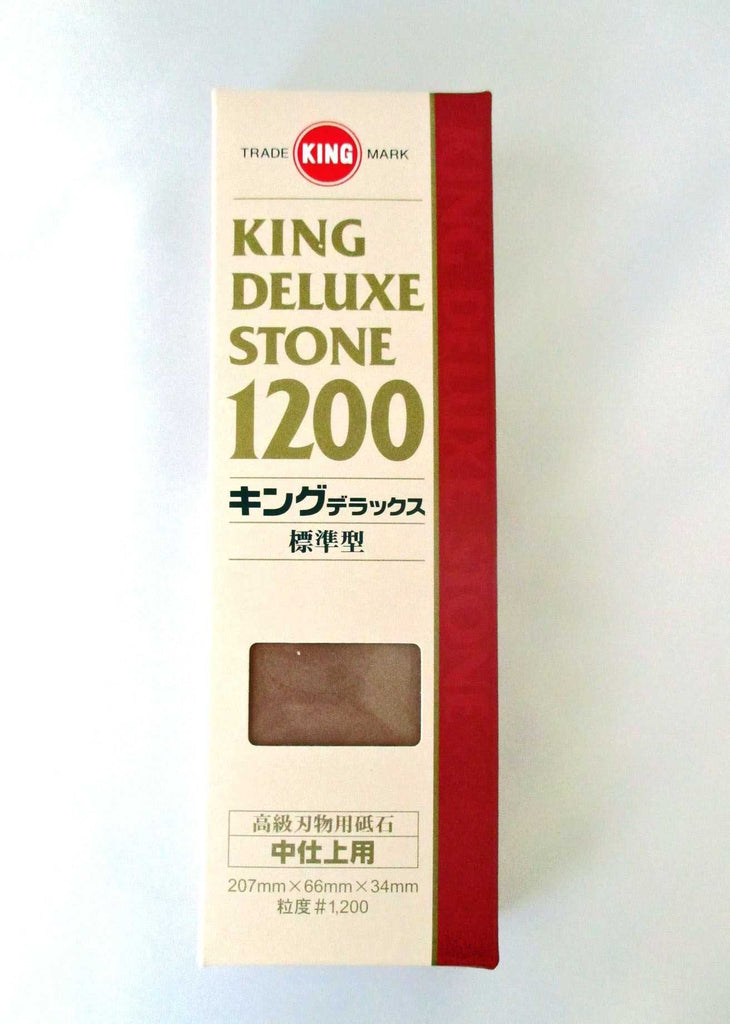 TRADE KING MARK
KING
DELUXE
STONE
1200
キングデラックス
標準型
高級刃物用砥石
中仕上用
207mm×66mm×34mm
粒度#1,200
KING DELUXE STONE